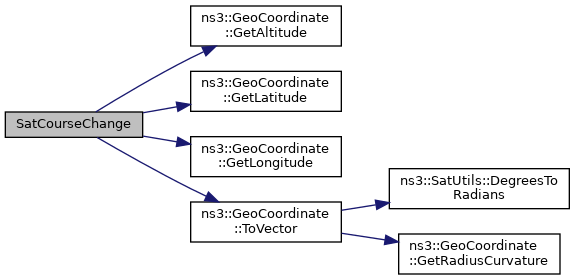 ns3::GeoCoordinate
::GetAltitude
ns3::GeoCoordinate
::GetLatitude
SatCourseChange
ns3::GeoCoordinate
::GetLongitude
ns3::SatUtils::DegreesTo
Radians
ns3::GeoCoordinate
::ToVector
ns3::GeoCoordinate
::GetRadiusCurvature